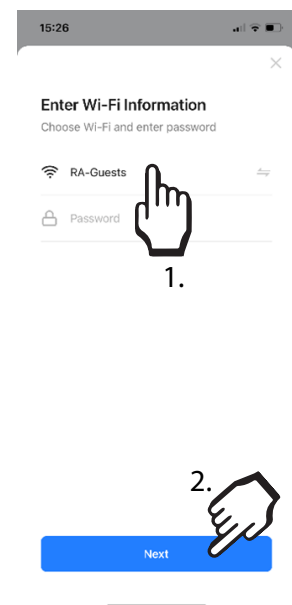 15:26
Enter Wi-Fi Information
Choose Wi-Fi and enter password
RA-Guests
Password
1.
2.
Next